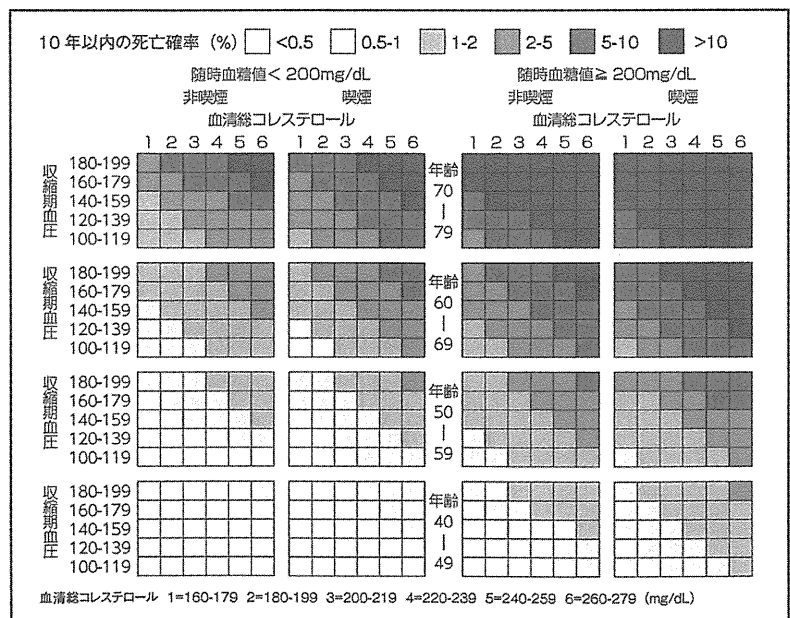 10年以内の死亡確率 (%) <0.5 0.5-1 1-2 2-5 5-10 >10
随時血糖値<200mg/dL 随時血糖値≧200mg/dL
非喫煙 喫煙 非喫煙 喫煙
血清総コレステロール 血清総コレステロール
1 2 3 4 5 6 1 2 3 4 5 6 1 2 3 4 5 6 1 2 3 4 5 6
収縮期血圧
180-199
160-179
140-159
120-139
100-119
年齢 70 | 79
収縮期血圧
180-199
160-179
140-159
120-139
100-119
年齢 60 | 69
収縮期血圧
180-199
160-179
140-159
120-139
100-119
年齢 50 | 59
収縮期血圧
180-199
160-179
140-159
120-139
100-119
年齢 40 | 49
血清総コレステロール 1=160-179 2=180-199 3=200-219 4=220-239 5=240-259 6=260-279 (mg/dL)